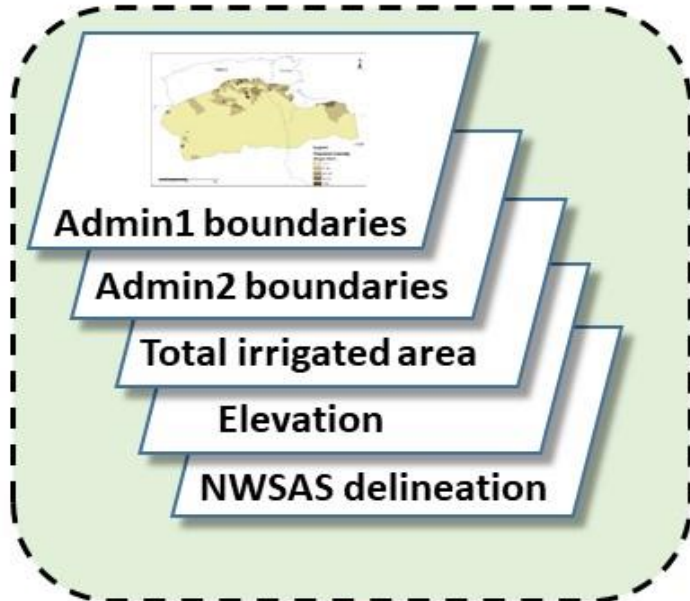 Admin1 boundaries
Admin2 boundaries
Total irrigated area
Elevation
NWSAS delineation